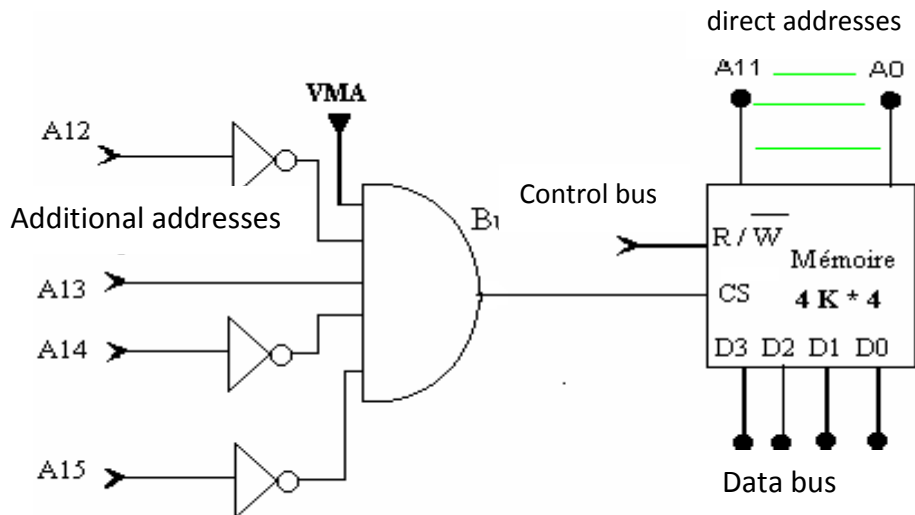 direct addresses
A11 A0
VMA
A12
Control bus
Additional addresses
R / W
Mémoire
A13
CS
4 K * 4
A14
D3 D2 D1 D0
A15
Data bus